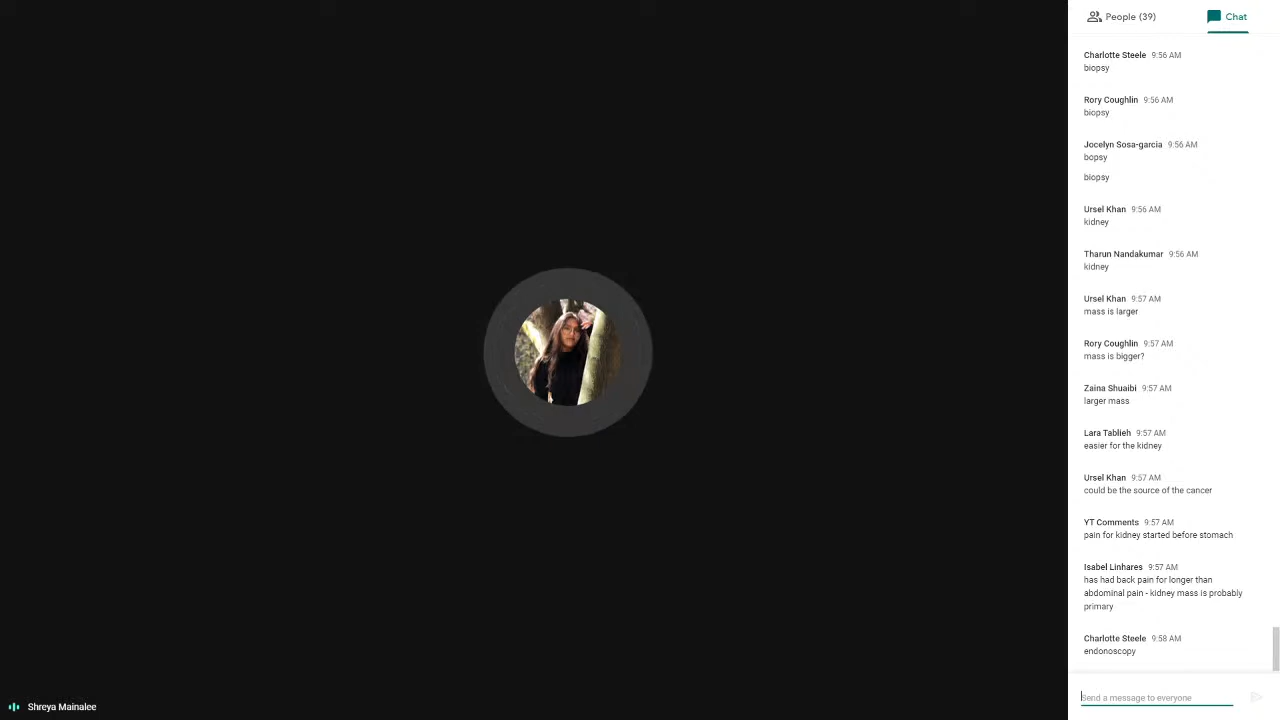 People (39)
Chat
Charlotte Steele 9:56 AM
biopsy
Rory Coughlin 9:56 AM
biopsy
Jocelyn Sosa-garcia 9:56 AM
bopsy
biopsy
Ursel Khan 9:56 AM
kidney
Tharun Nandakumar 9:56 AM
kidney
Ursel Khan 9:57 AM
mass is larger
Rory Coughlin 9:57 AM
mass is bigger?
Zaina Shuaibi 9:57 AM
larger mass
Lara Tablieh 9:57 AM
easier for the kidney
Ursel Khan 9:57 AM
could be the source of the cancer
YT Comments 9:57 AM
pain for kidney started before stomach
Isabel Linhares 9:57 AM
has had back pain for longer than
abdominal pain - kidney mass is probably
primary
Charlotte Steele 9:58 AM
endonoscopy
Send a message to everyone
Shreya Mainalee